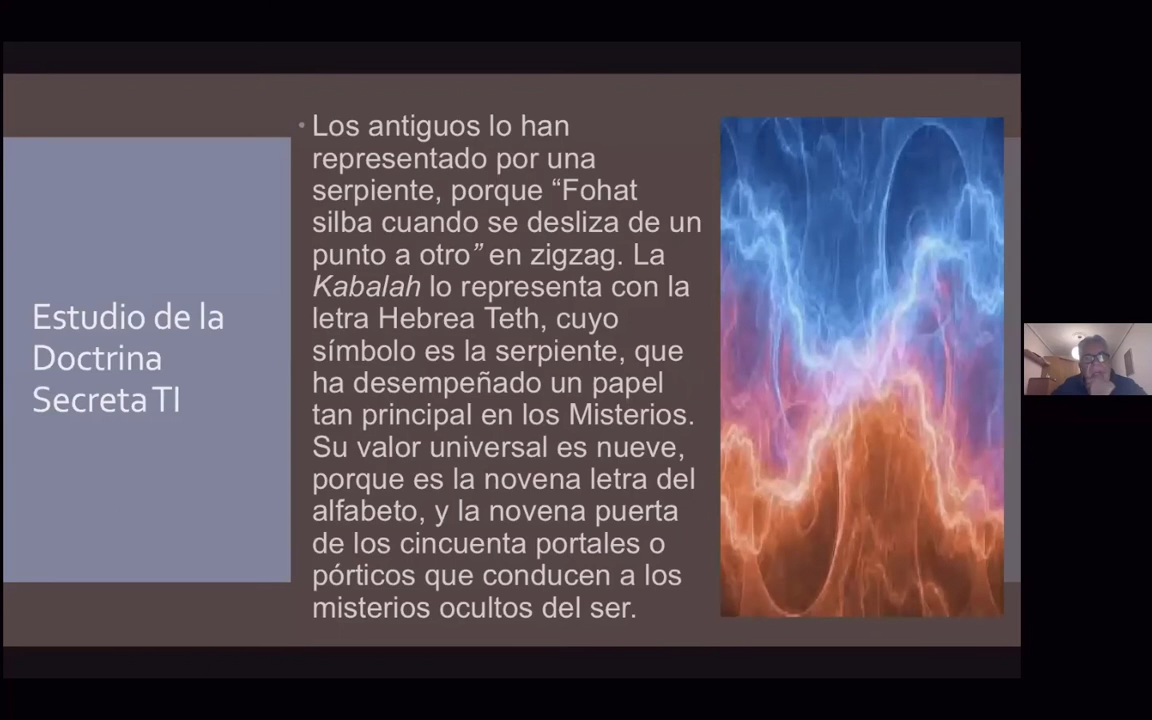 Estudio de la
Doctrina
Secreta TI
• Los antiguos lo han
representado por una
serpiente, porque “Fohat
silba cuando se desliza de un
punto a otro” en zigzag. La
Kabalah lo representa con la
letra Hebrea Teth, cuyo
símbolo es la serpiente, que
ha desempeñado un papel
tan principal en los Misterios.
Su valor universal es nueve,
porque es la novena letra del
alfabeto, y la novena puerta
de los cincuenta portales o
pórticos que conducen a los
misterios ocultos del ser.